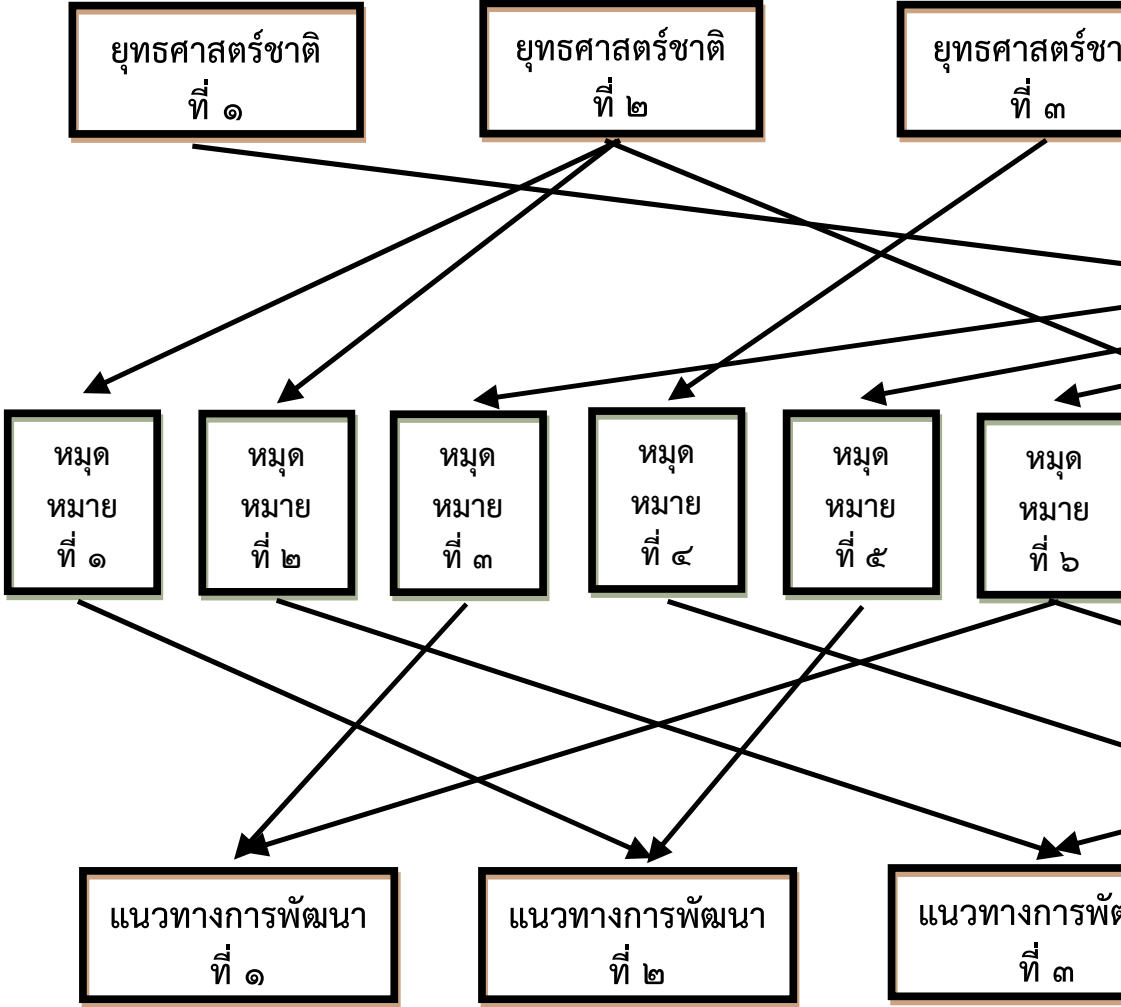 ยุทธศาสตร์ชาติ
ที่ ๑
ยุทธศาสตร์ชาติ
ที่ ๒
ยุทธศาสตร์ชา
ที่ ๓
หมุด
หมาย
ที่ ๑
หมุด
หมาย
ที่ ๒
หมุด
หมาย
ที่ ๓
หมุด
หมาย
ที่ ๔
หมุด
หมาย
ที่ ๕
หมุด
หมาย
ที่ ๖
แนวทางการพัฒนา
ที่ ๑
แนวทางการพัฒนา
ที่ ๒
แนวทางการพัฒ
ที่ ๓